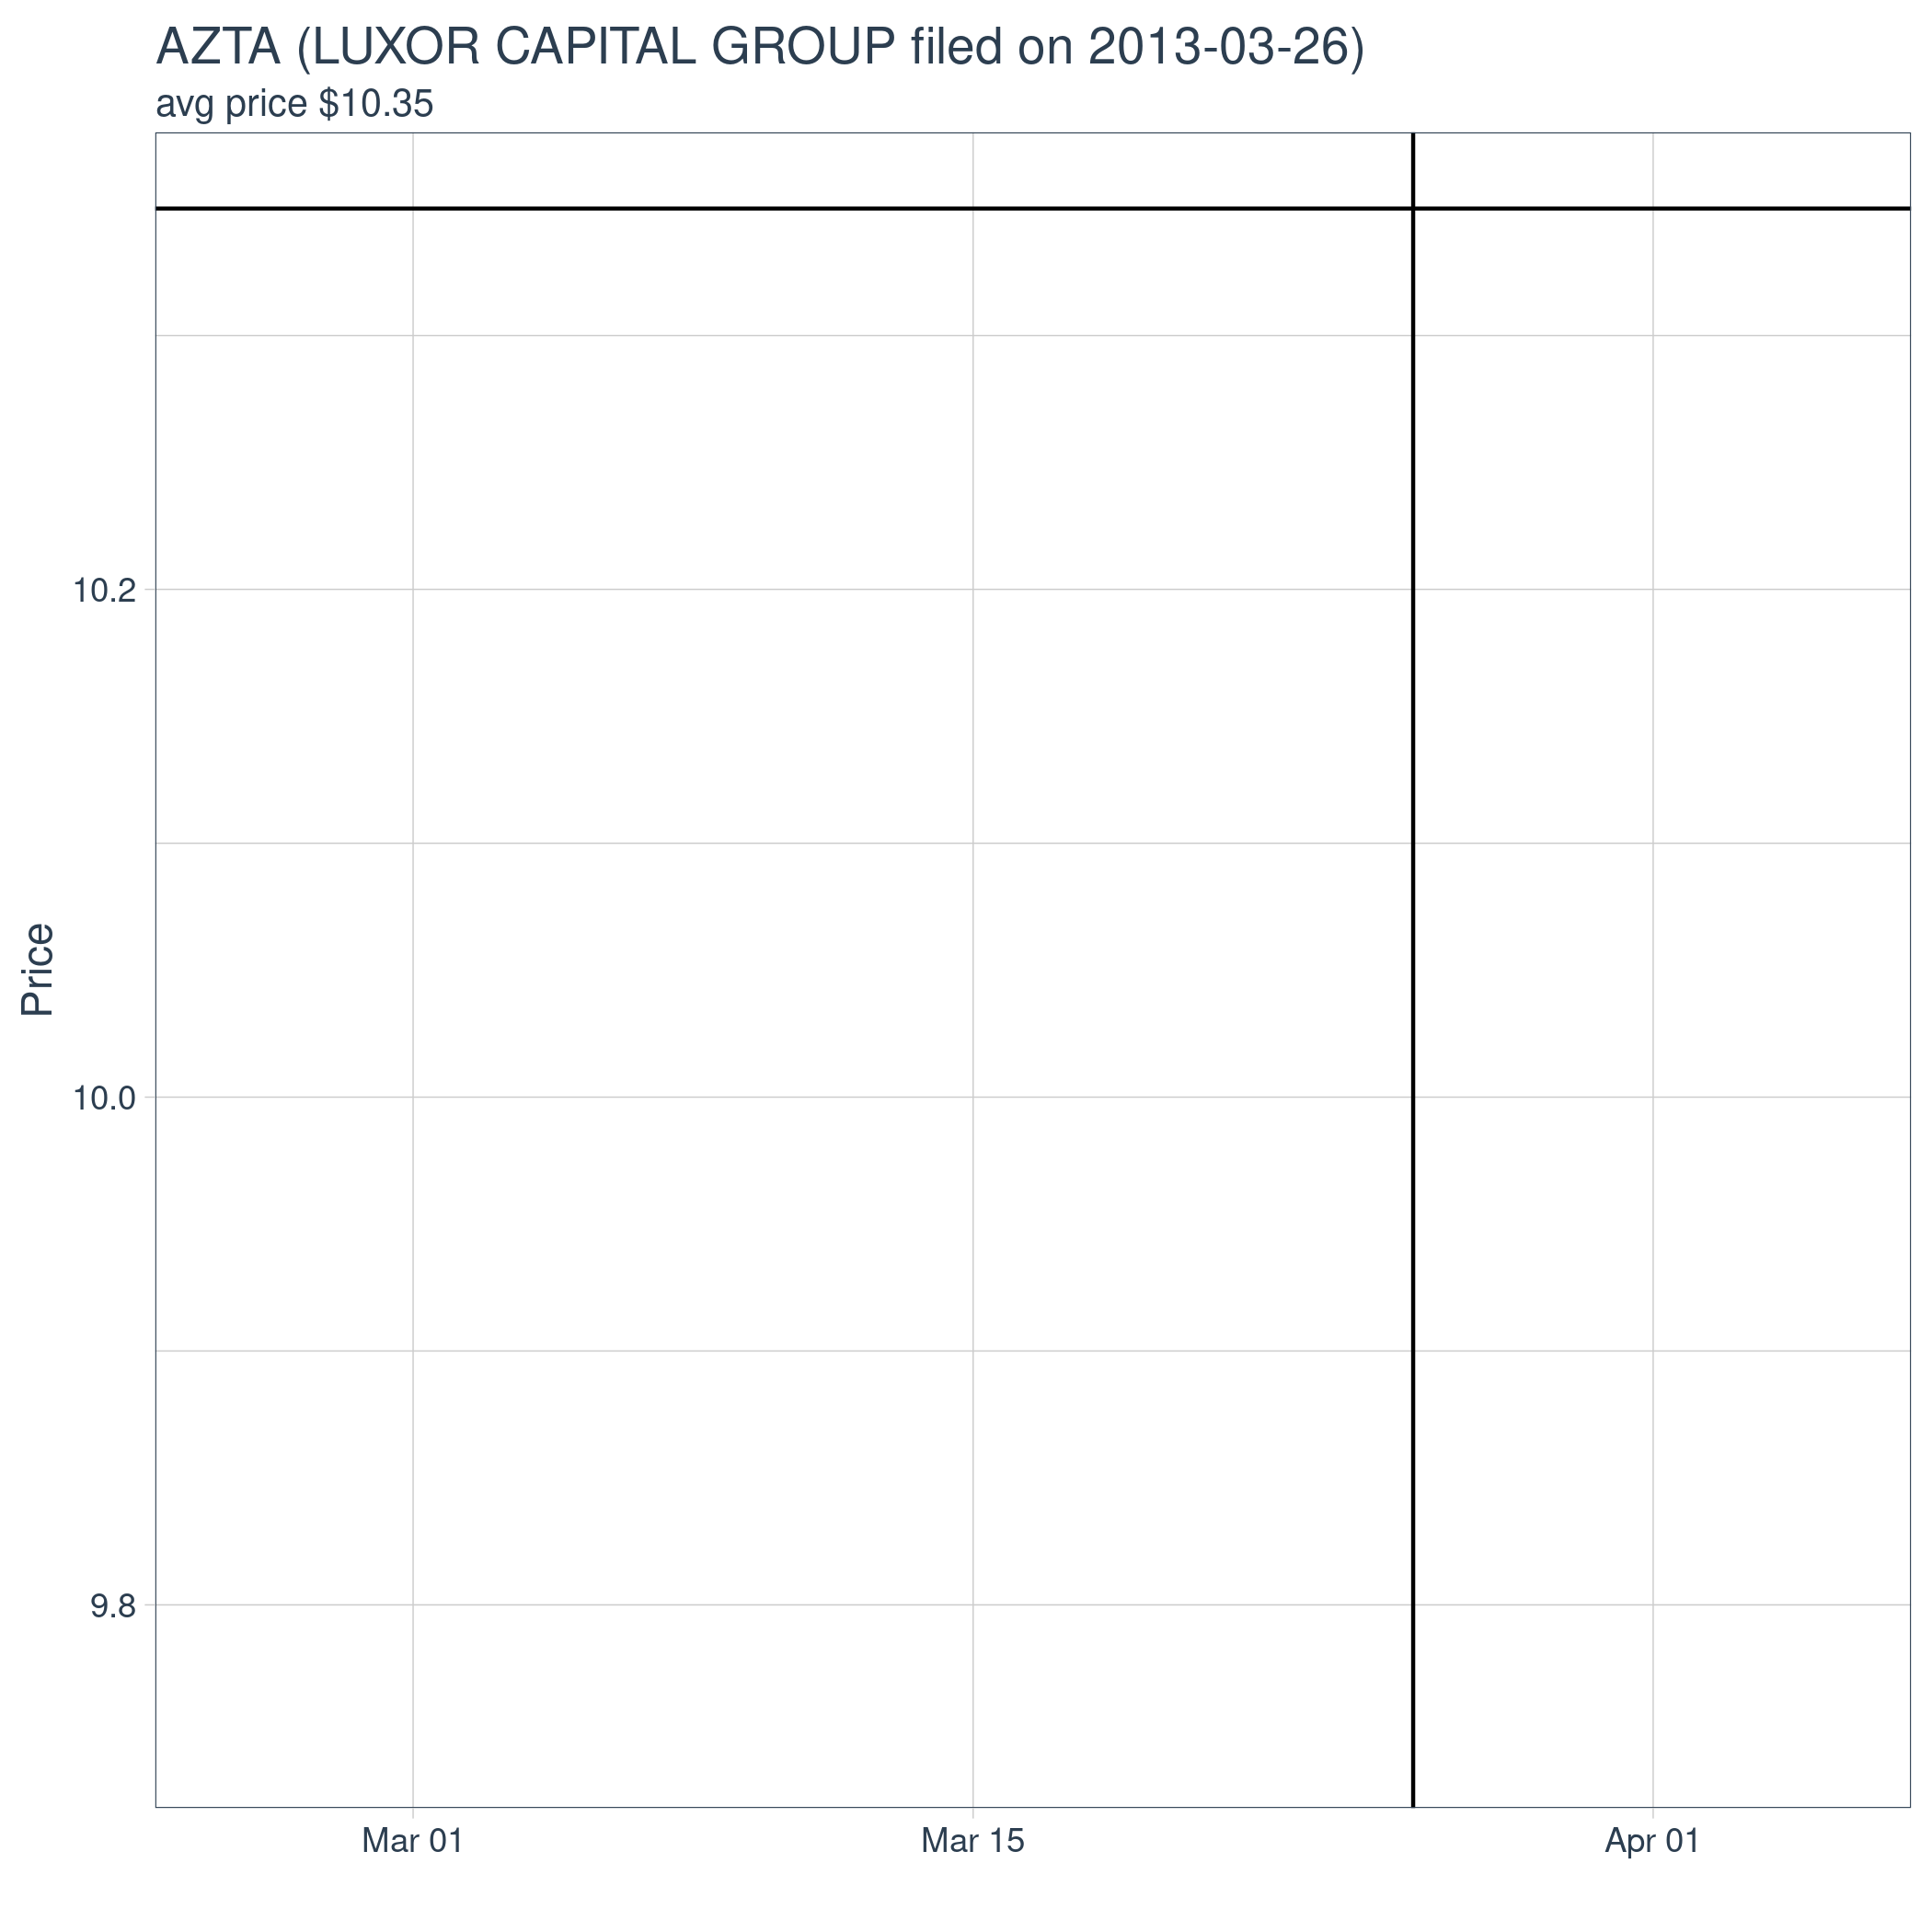 AZTA (LUXOR CAPITAL GROUP filed on 2013-03-26)
avg price $10.35
Price
10.2
10.0
9.8
Mar 01
Mar 15
Apr 01